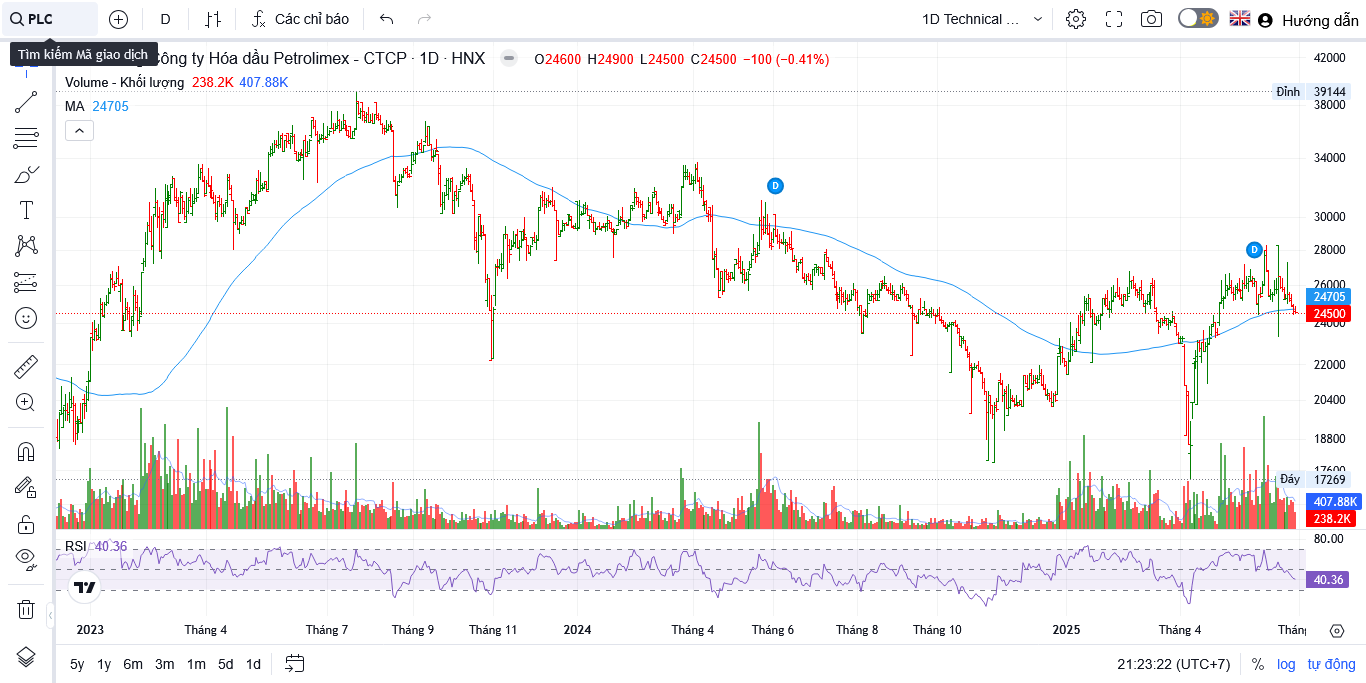 PLC
D
Các chỉ báo
1D Technical ...
Hướng dẫn
Tìm kiếm Mã giao dịch
Công ty Hóa dầu Petrolimex - CTCP · 1D · HNX
O24600 H24900 L24500 C24500 −100 (−0.41%)
Volume - Khối lượng 238.2K 407.88K
MA 24705
42000
Đỉnh 39144
38000
34000
30000
D
28000
D
26000
24705
24500
24000
22000
20400
18800
17600
Đáy 17269
407.88K
238.2K
RSI 40.36
80.00
40.36
2023 Tháng 4 Tháng 7 Tháng 9 Tháng 11 2024 Tháng 4 Tháng 6 Tháng 8 Tháng 10 2025 Tháng 4 Tháng
5y 1y 6m 3m 1m 5d 1d
21:23:22 (UTC+7) % log tự động